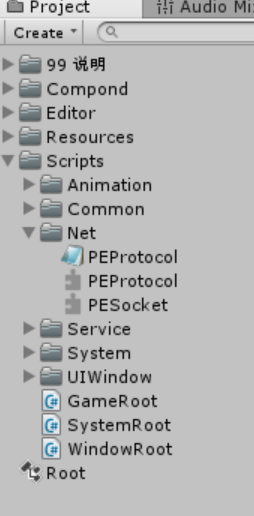 Project Audio Mi
Create
99 说明
Compond
Editor
Resources
Scripts
Animation
Common
Net
PEProtocol
PEProtocol
PESocket
Service
System
UIWindow
GameRoot
SystemRoot
WindowRoot
Root